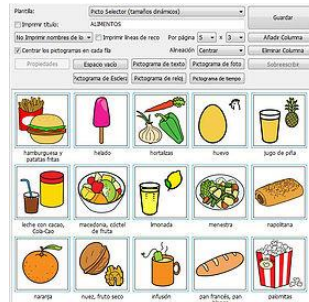 Plantilla: Picto Selector (tamaños dinámicos)
Imprimir título: ALIMENTOS
Guardar
No Imprimir nombres de lo Imprimir líneas de reco Por página 5 x 3
Añadir Columna
Centrar los pictogramas en cada fila Alineación Centrar
Eliminar Columna
Propiedades Espacio vacío Pictograma de texto Pictograma de foto Sobreescribir
Pictograma de Esclera Pictograma de reloj Pictograma de tiempo
hamburguesa y patatas fritas
helado
hortalizas
huevo
jugo de piña
leche con cacao, Cola-Cao
macedonia, cóctel de fruta
limonada
menestra
napolitana
naranja
nuez, fruto seco
infusión
pan francés, pan
palomitas